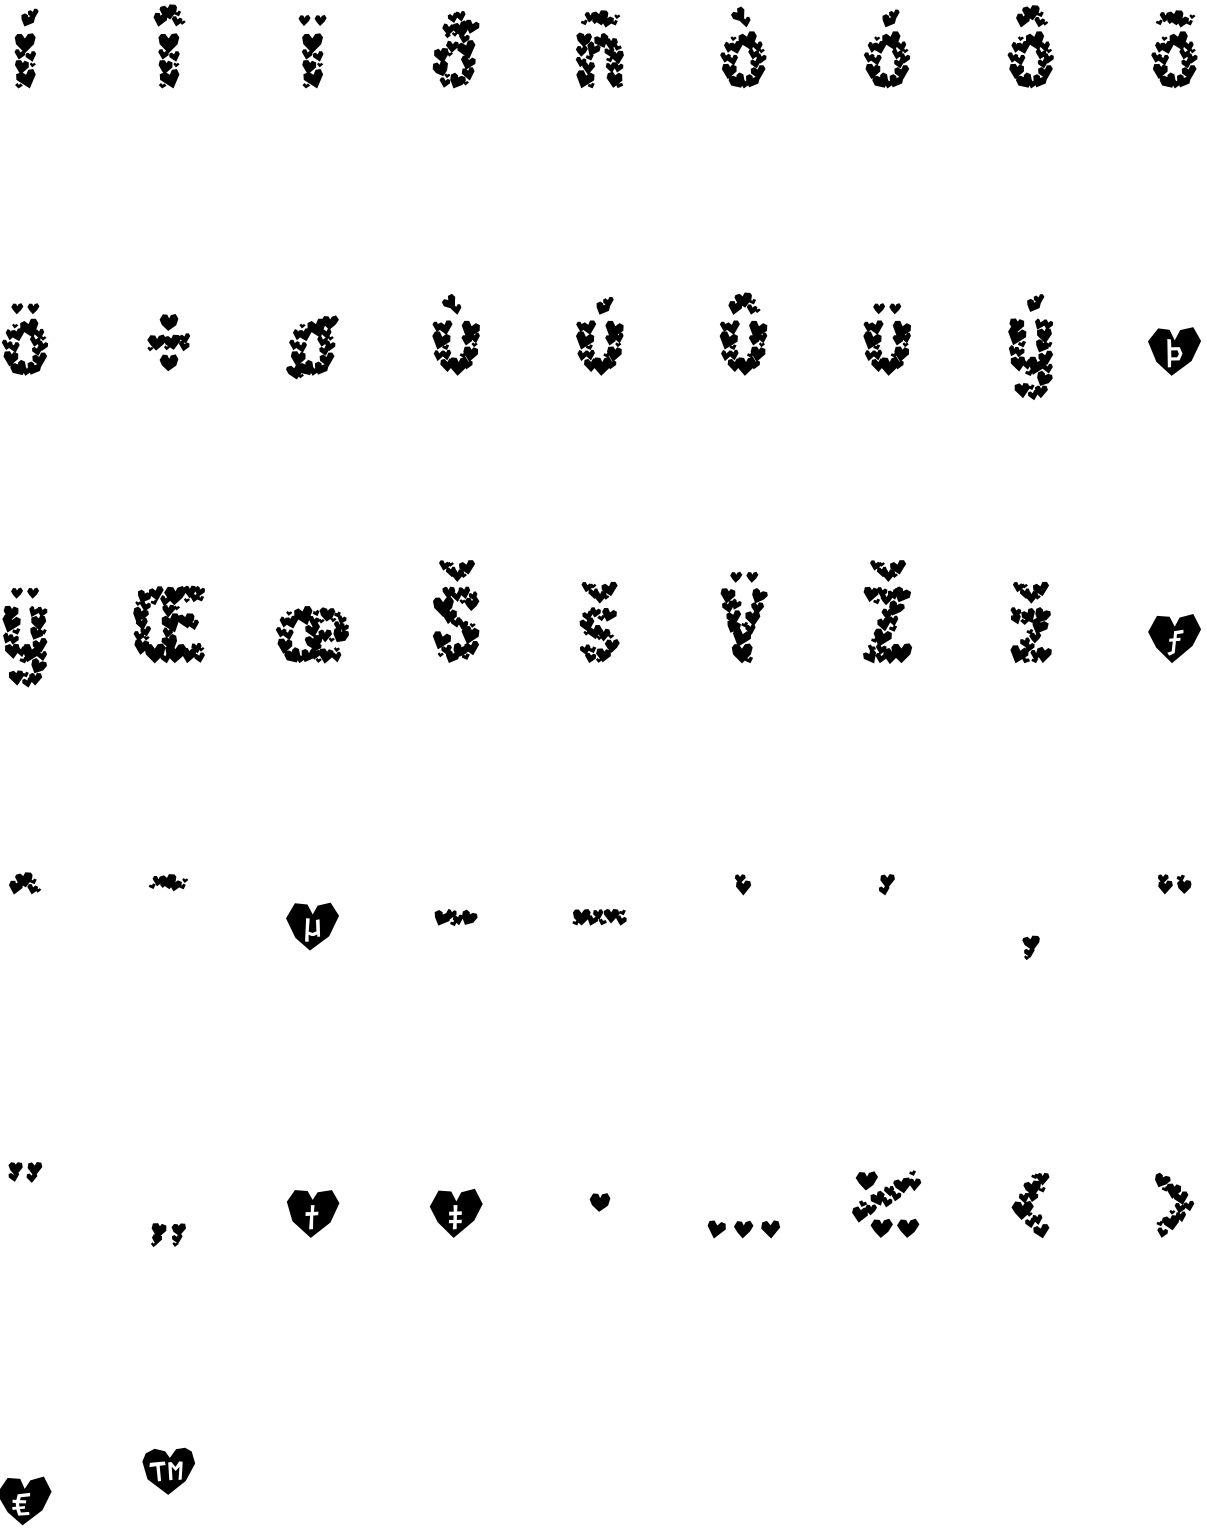 í î ï ð ñ ò ó ô õ
ö ÷ ø ù ú û ü ý þ
ÿ Œ œ Š š Ÿ Ž ž ƒ
ˆ ˜ µ – — ‘ ’ ‚ “
” „ † ‡ • … ‰ ‹ ›
€ ™